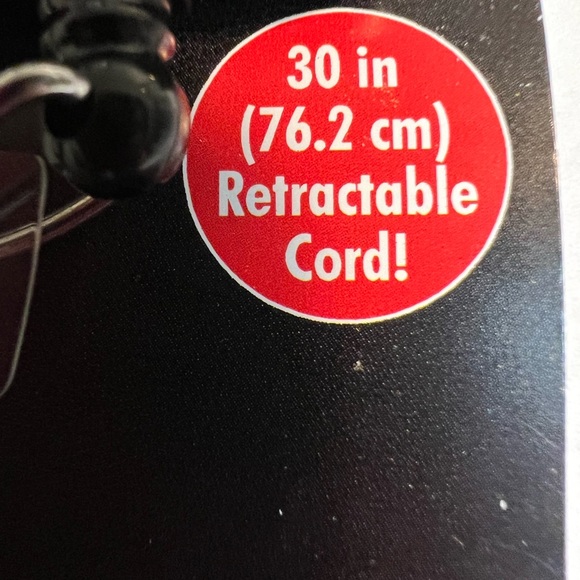 30 in
(76.2 cm)
Retractable
Cord!